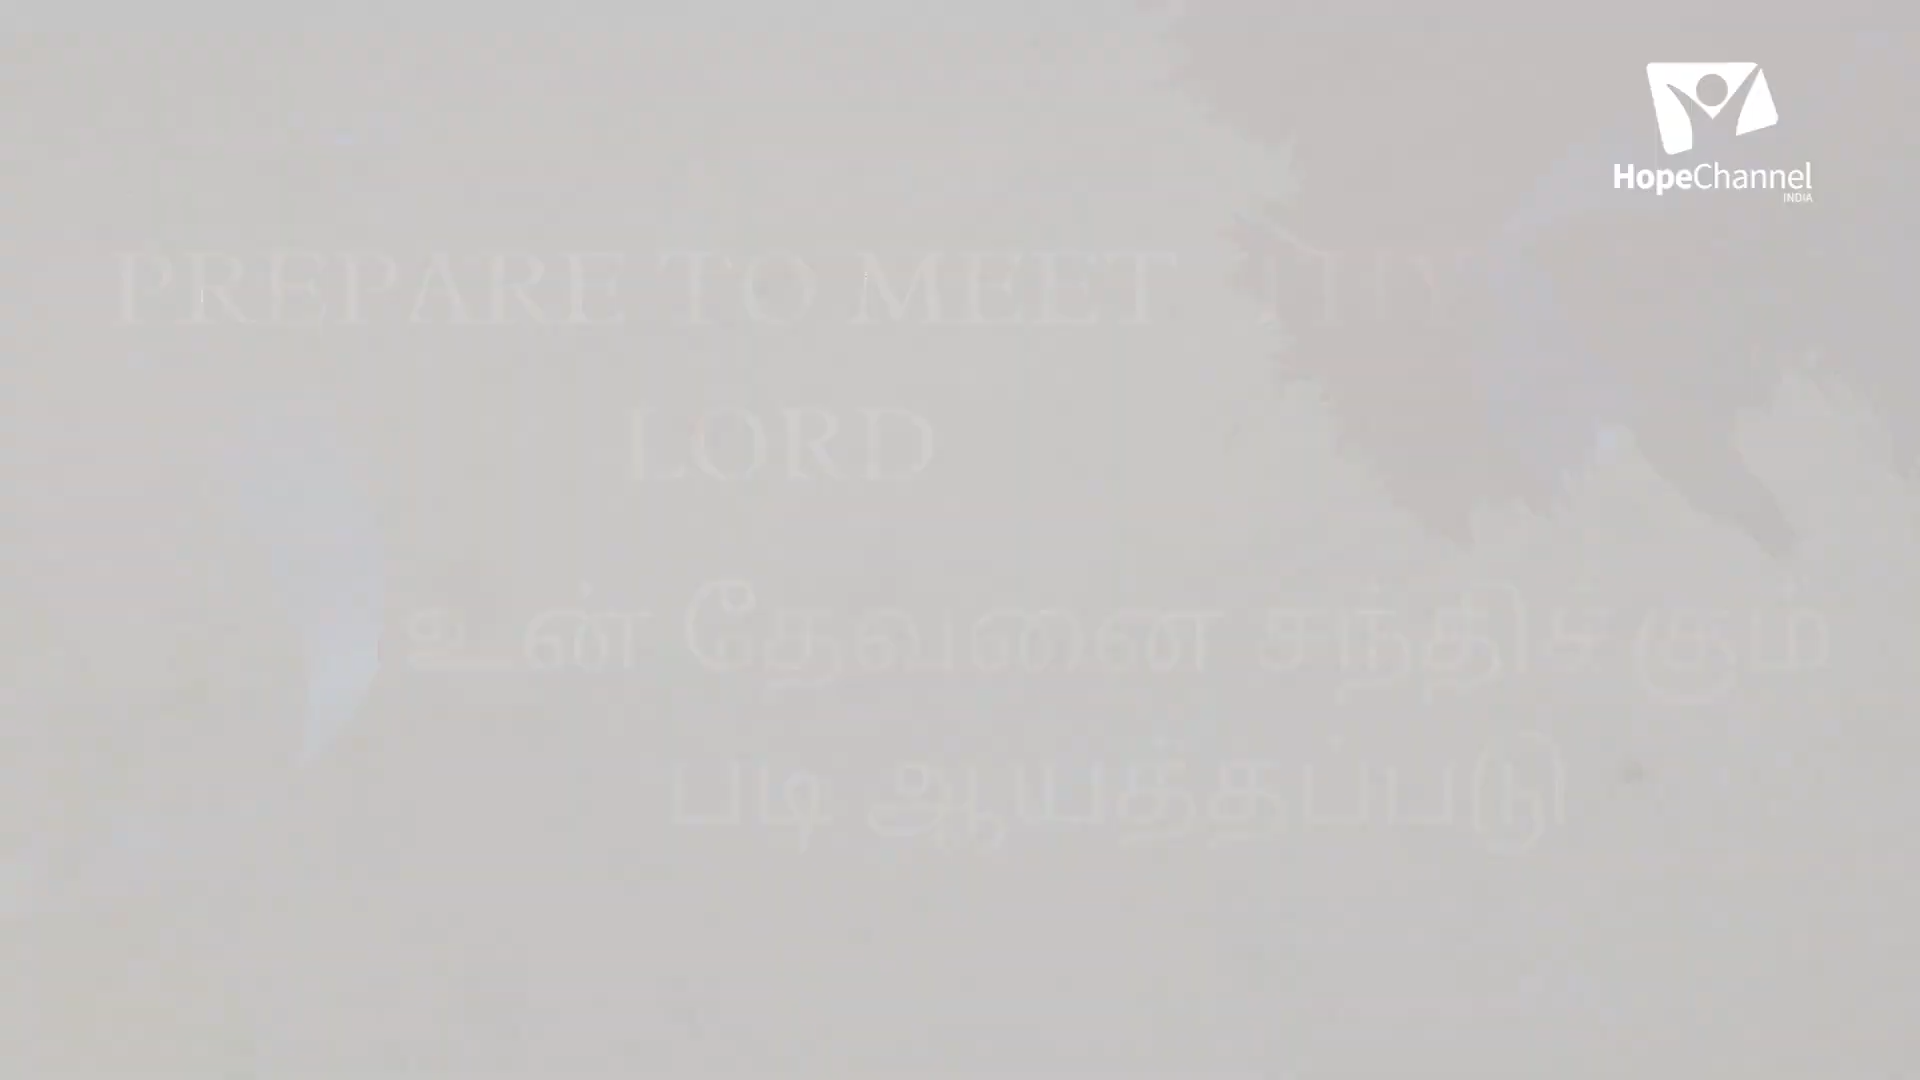 HopeChannel
INDIA
PREPARE TO MEET THY
LORD
உன் தேவனை சந்திக்கும்
படி ஆயத்தப்படு